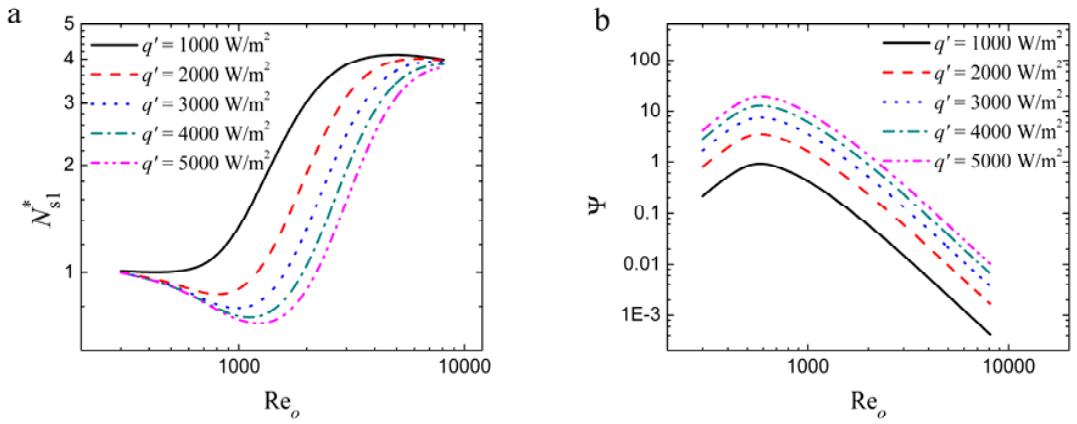 a
5
4
3
2
1
N*s1
q' = 1000 W/m²
q' = 2000 W/m²
q' = 3000 W/m²
q' = 4000 W/m²
q' = 5000 W/m²
1000
10000
Reo
b
100
10
1
0.1
0.01
1E-3
Ψ
q' = 1000 W/m²
q' = 2000 W/m²
q' = 3000 W/m²
q' = 4000 W/m²
q' = 5000 W/m²
1000
10000
Reo